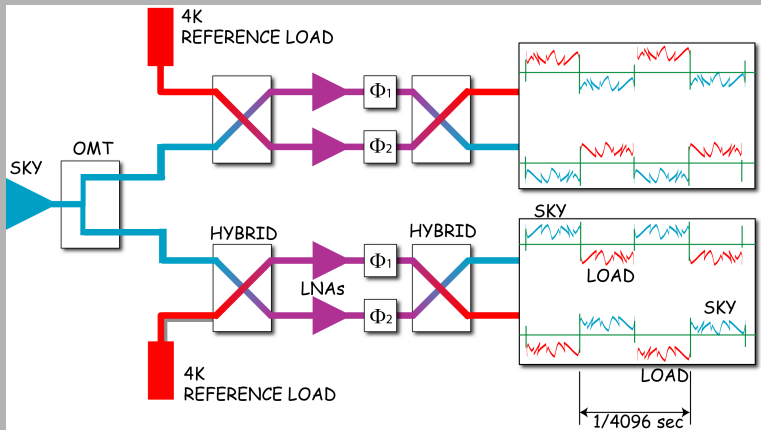 4K
REFERENCE LOAD
OMT
SKY
Φ1
Φ2
HYBRID
HYBRID
SKY
LOAD
Φ1
LNAs
Φ2
SKY
LOAD
4K
REFERENCE LOAD
1/4096 sec